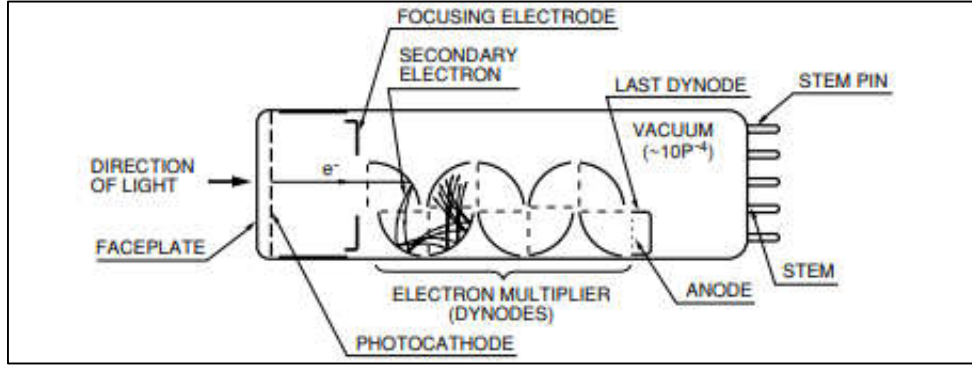 FOCUSING ELECTRODE
SECONDARY
ELECTRON
LAST DYNODE
STEM PIN
VACUUM
(~10P⁻⁴)
DIRECTION
OF LIGHT
e⁻
FACEPLATE
STEM
ELECTRON MULTIPLIER
(DYNODES)
ANODE
PHOTOCATHODE